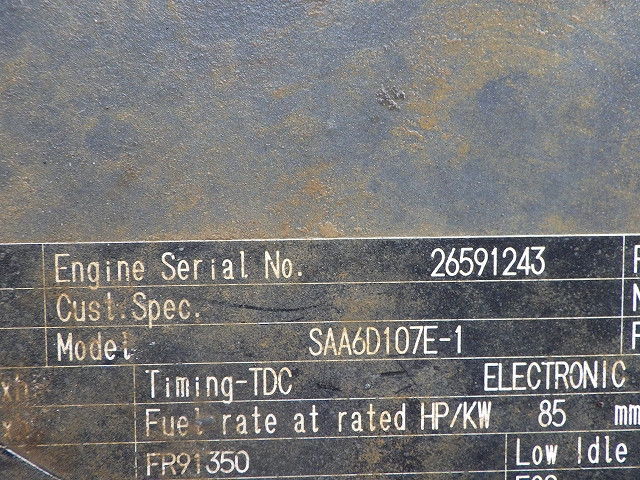 Engine Serial No. 26591243
Cust. Spec.
Model SAA6D107E-1
Timing-TDC ELECTRONIC
Fuel rate at rated HP/KW 85 mm
FR91350 Low Idle